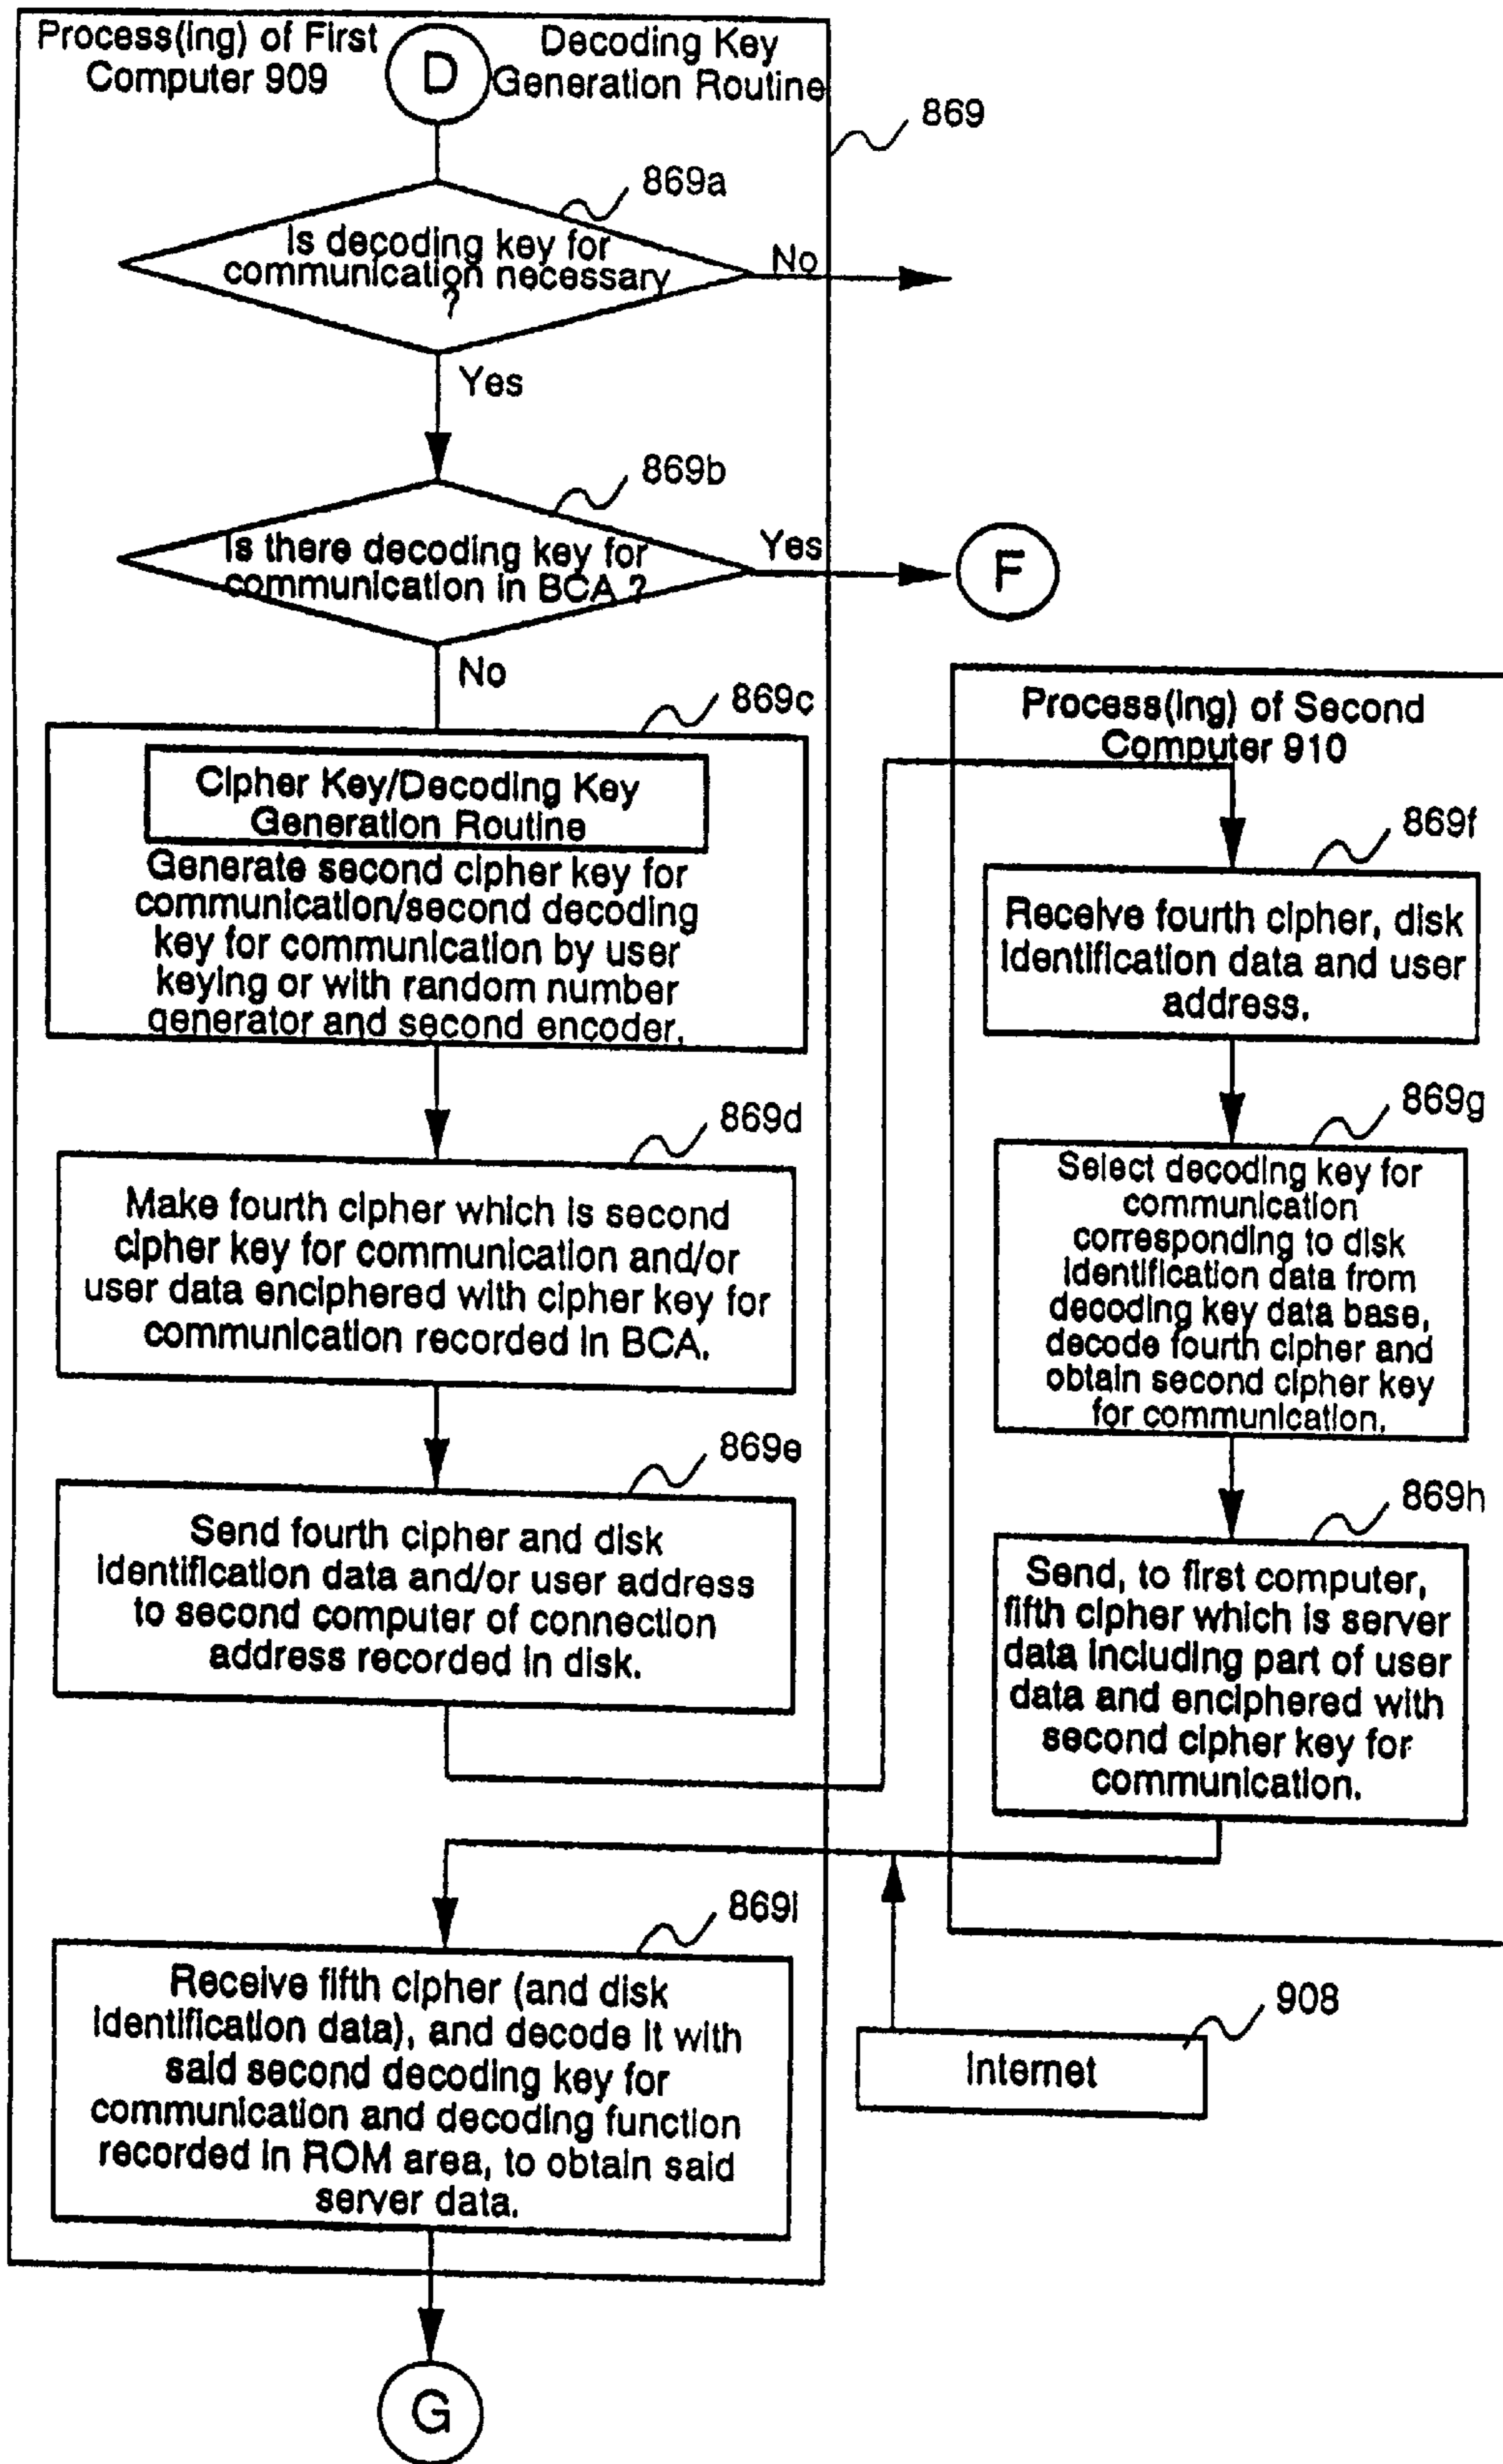 Process(ing) of First
Computer 909
D
Decoding Key
Generation Routine
869
869a
Is decoding key for
communication necessary
?
No
Yes
869b
Is there decoding key for
communication in BCA ?
Yes
F
No
869c
Cipher Key/Decoding Key
Generation Routine
Generate second cipher key for
communication/second decoding
key for communication by user
keying or with random number
generator and second encoder.
869d
Make fourth cipher which is second
cipher key for communication and/or
user data enciphered with cipher key for
communication recorded in BCA.
869e
Send fourth cipher and disk
identification data and/or user address
to second computer of connection
address recorded in disk.
Process(ing) of Second
Computer 910
869f
Receive fourth cipher, disk
identification data and user
address.
869g
Select decoding key for
communication
corresponding to disk
identification data from
decoding key data base,
decode fourth cipher and
obtain second cipher key
for communication.
869h
Send, to first computer,
fifth cipher which is server
data including part of user
data and enciphered with
second cipher key for
communication.
869i
Receive fifth cipher (and disk
identification data), and decode it with
said second decoding key for
communication and decoding function
recorded in ROM area, to obtain said
server data.
908
Internet
G